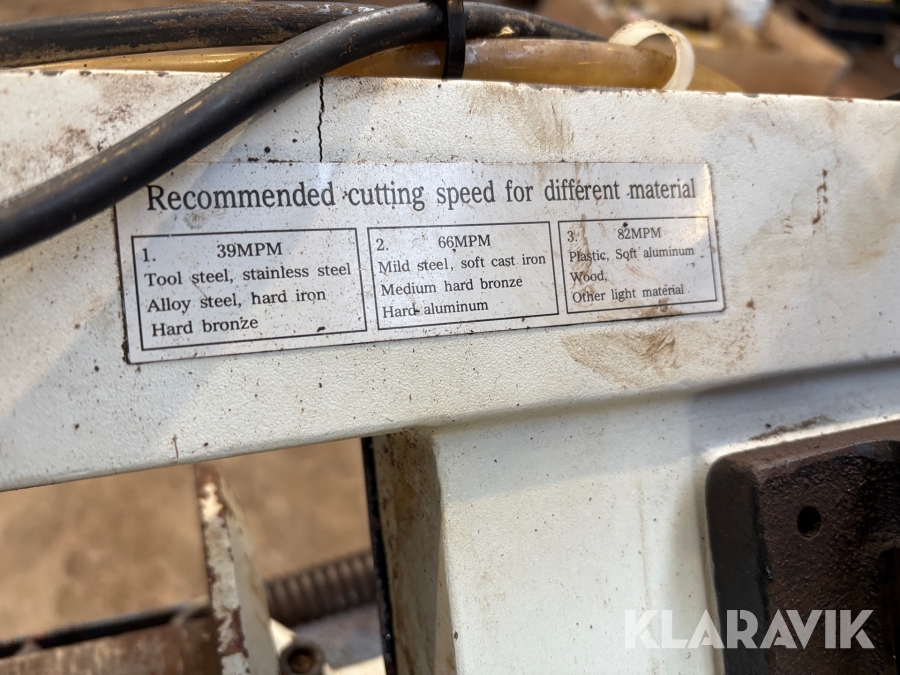 Recommended cutting speed for different material
1. 39MPM
Tool steel, stainless steel
Alloy steel, hard iron
Hard bronze
2. 66MPM
Mild steel, soft cast iron
Medium hard bronze
Hard aluminum
3. 82MPM
Plastic, Soft aluminum
Wood,
Other light material
KLARAVIK